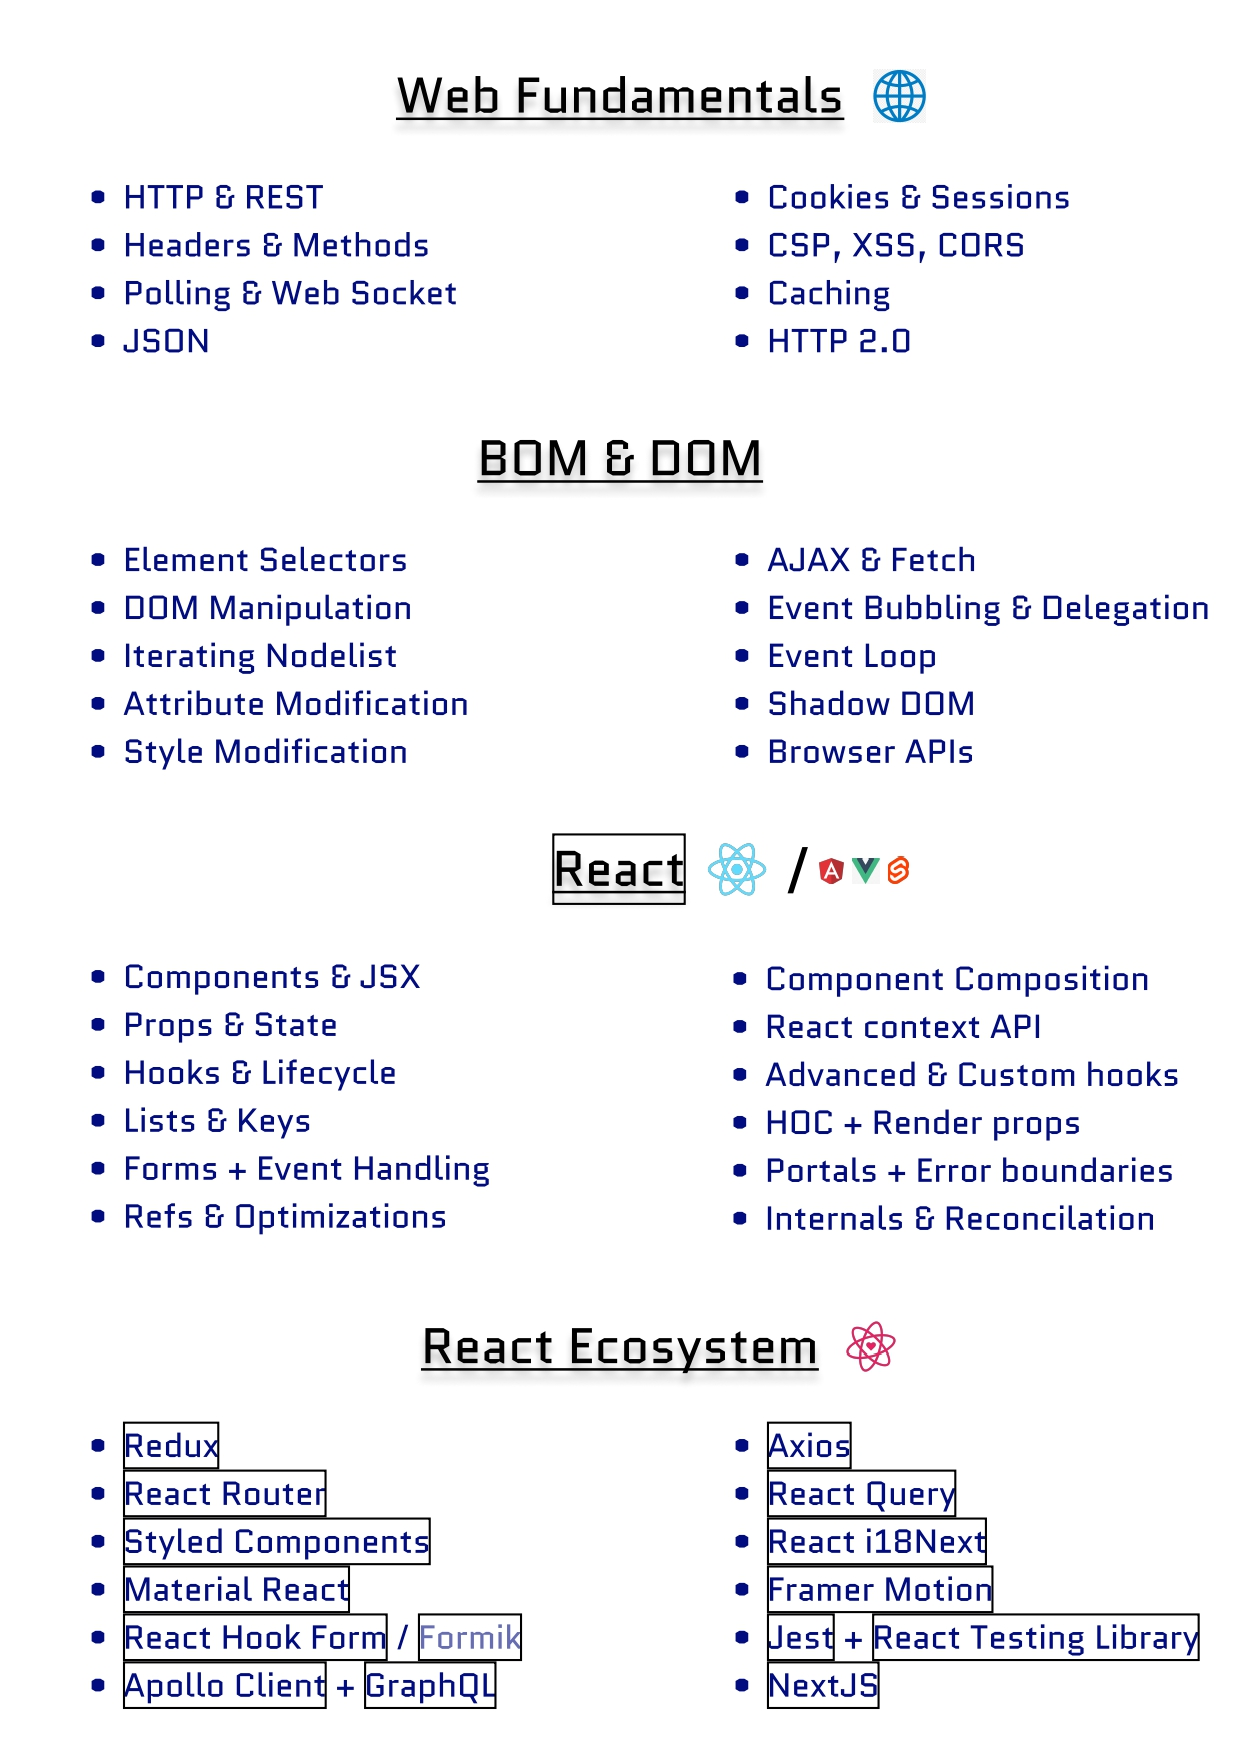 Web Fundamentals
HTTP & REST
Headers & Methods
Polling & Web Socket
JSON
Cookies & Sessions
CSP, XSS, CORS
Caching
HTTP 2.0
BOM & DOM
Element Selectors
DOM Manipulation
Iterating Nodelist
Attribute Modification
Style Modification
AJAX & Fetch
Event Bubbling & Delegation
Event Loop
Shadow DOM
Browser APIs
React /
Components & JSX
Props & State
Hooks & Lifecycle
Lists & Keys
Forms + Event Handling
Refs & Optimizations
Component Composition
React context API
Advanced & Custom hooks
HOC + Render props
Portals + Error boundaries
Internals & Reconcilation
React Ecosystem
Redux
React Router
Styled Components
Material React
React Hook Form / Formik
Apollo Client + GraphQL
Axios
React Query
React i18Next
Framer Motion
Jest + React Testing Library
NextJS